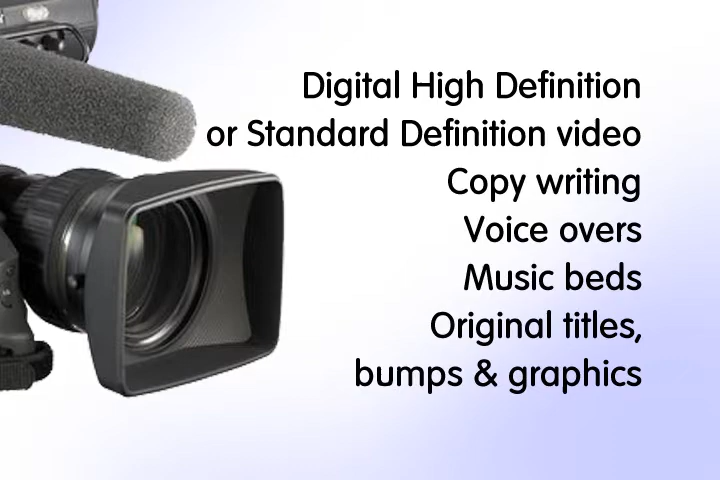 Digital High Definition
or Standard Definition video
Copy writing
Voice overs
Music beds
Original titles,
bumps & graphics